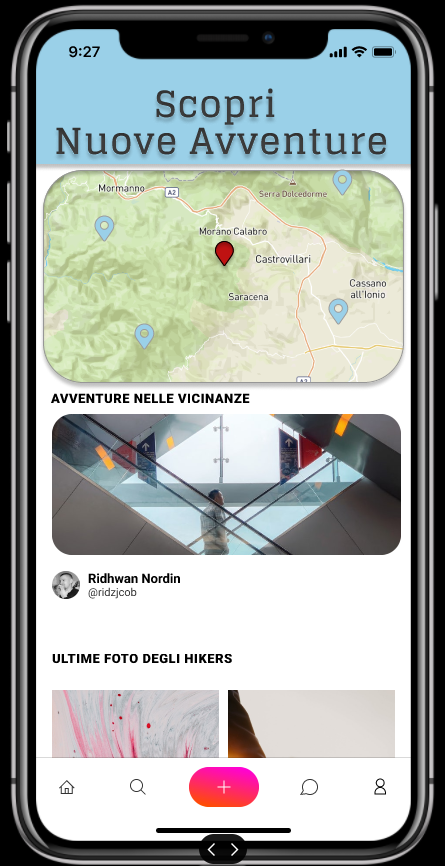 9:27
Scopri
Nuove Avventure
Mormanno
A2
Serra Dolcedorme
Morano Calabro
Castrovillari
Cassano
all'Ionio
Saracena
A2
AVVENTURE NELLE VICINANZE
Ridhwan Nordin
@ridzjcob
ULTIME FOTO DEGLI HIKERS